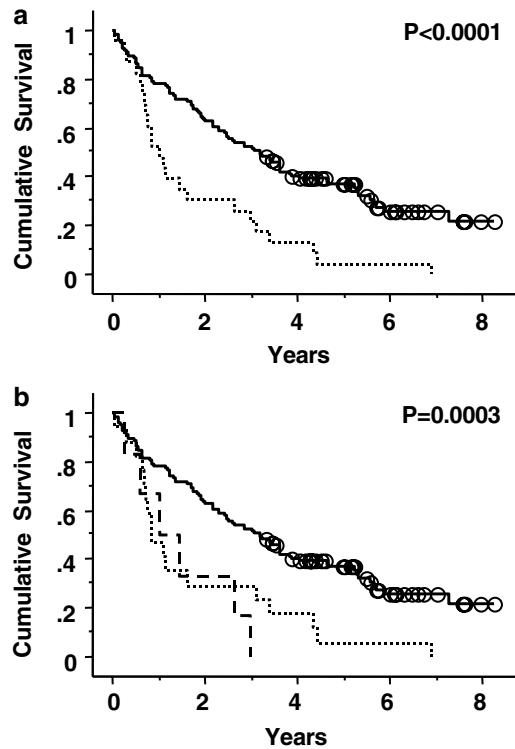 a
P<0.0001
Cumulative Survival
1
.8
.6
.4
.2
0
0 2 4 6 8
Years
b
P=0.0003
Cumulative Survival
1
.8
.6
.4
.2
0
0 2 4 6 8
Years